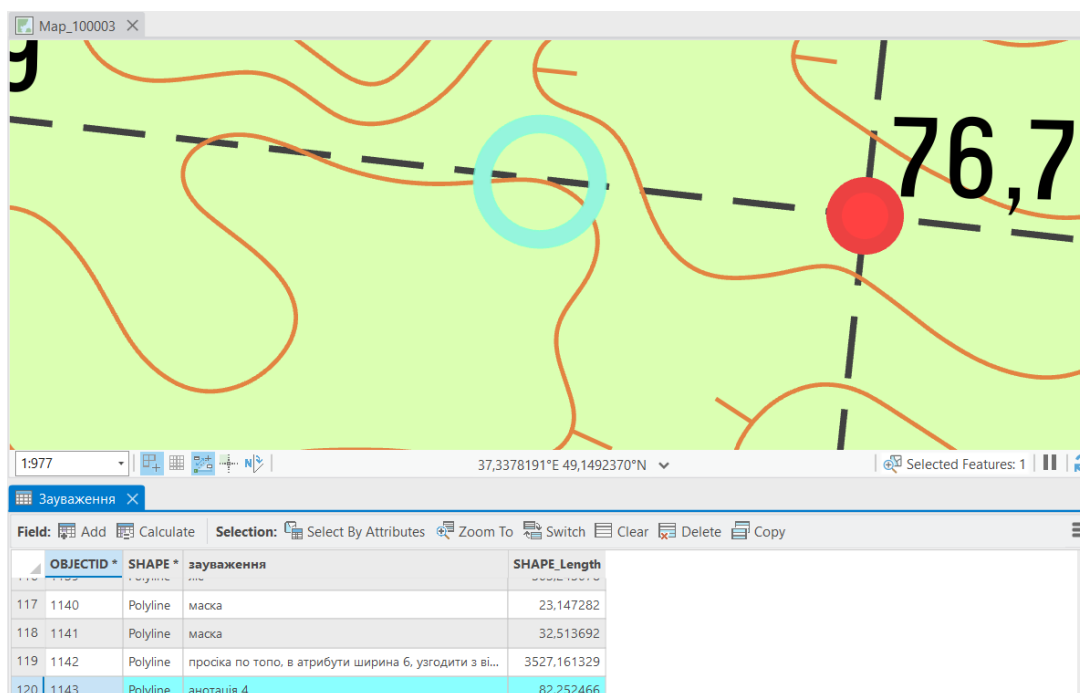 Map_100003
76,7
1:977
37,3378191°E 49,1492370°N
Selected Features: 1
Зауваження
Field: Add Calculate Selection: Select By Attributes Zoom To Switch Clear Delete Copy
OBJECTID * SHAPE * зауваження SHAPE_Length
117 1140 Polyline маска 23,147282
118 1141 Polyline маска 32,513692
119 1142 Polyline просіка по топо, в атрибути ширина 6, узгодити з ві... 3527,161329
120 1143 Polyline анотація 4 82,252466